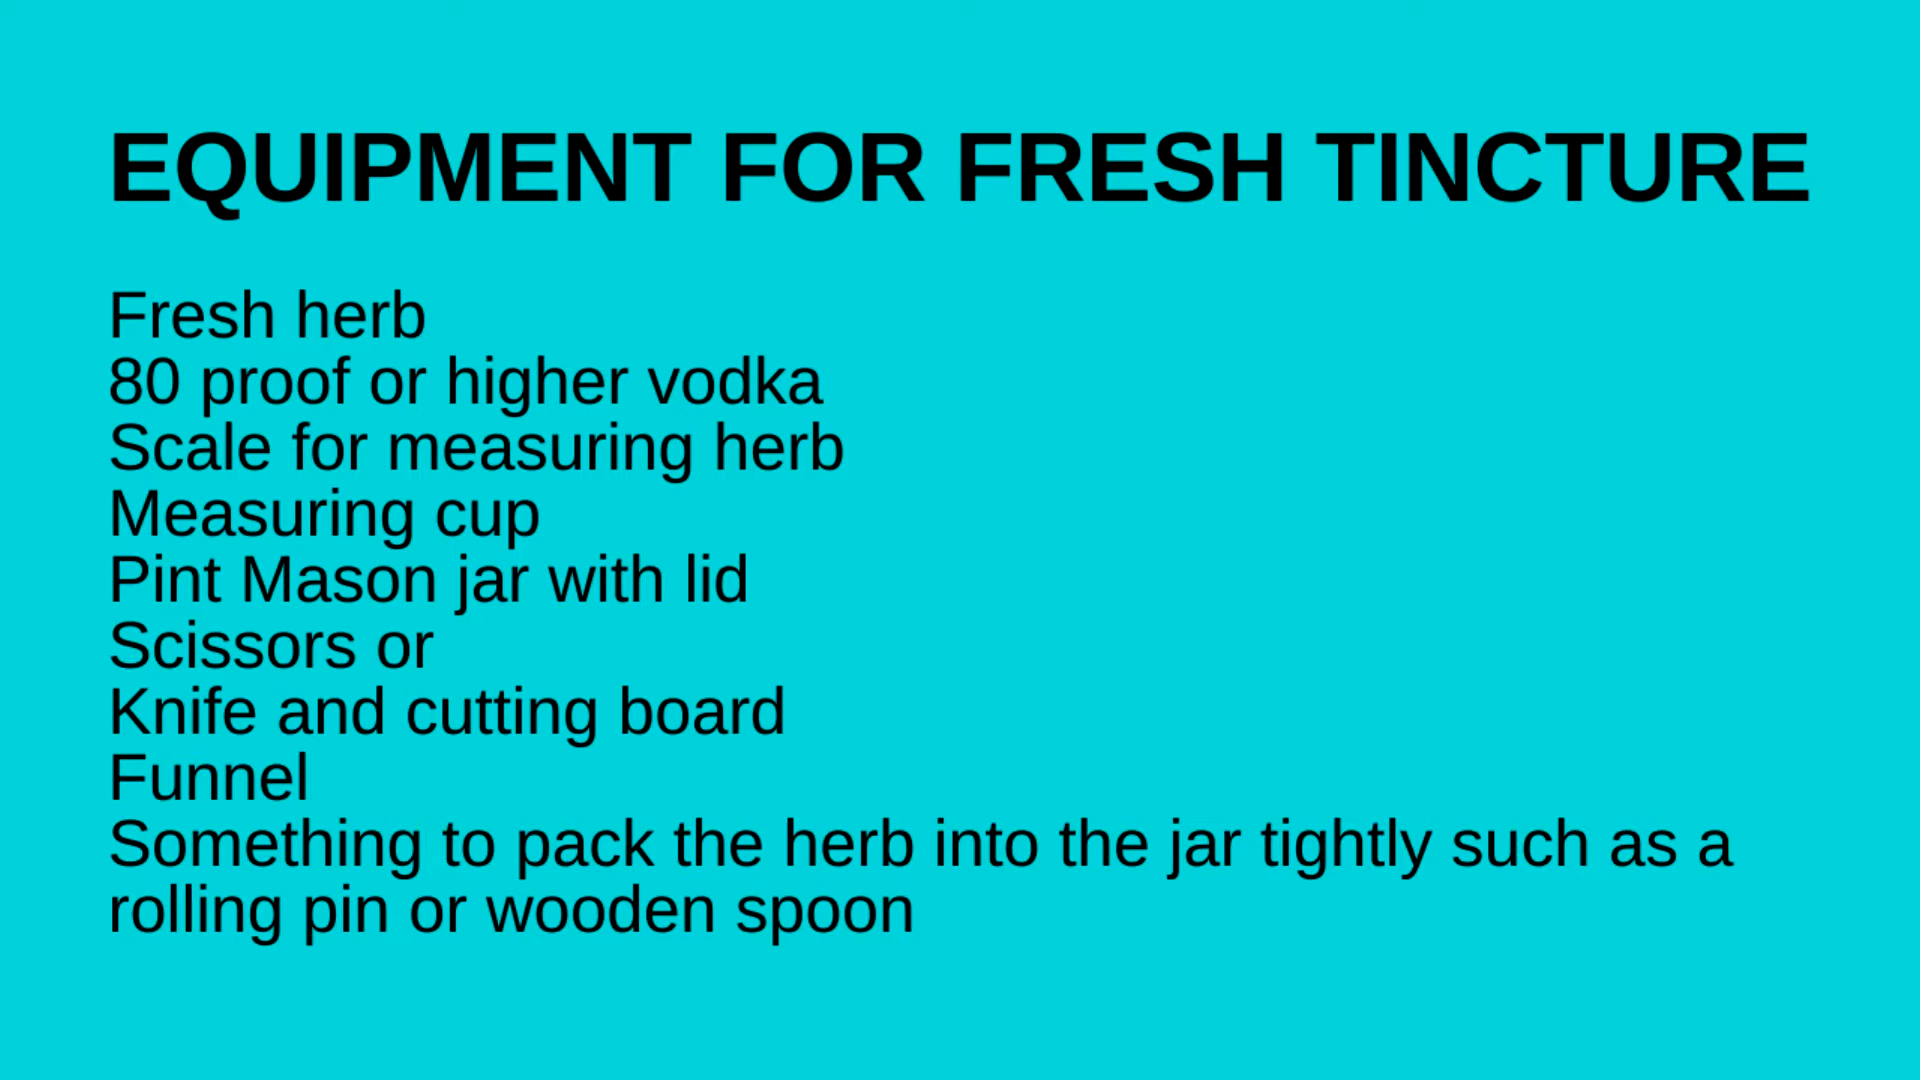 EQUIPMENT FOR FRESH TINCTURE
Fresh herb
80 proof or higher vodka
Scale for measuring herb
Measuring cup
Pint Mason jar with lid
Scissors or
Knife and cutting board
Funnel
Something to pack the herb into the jar tightly such as a
rolling pin or wooden spoon